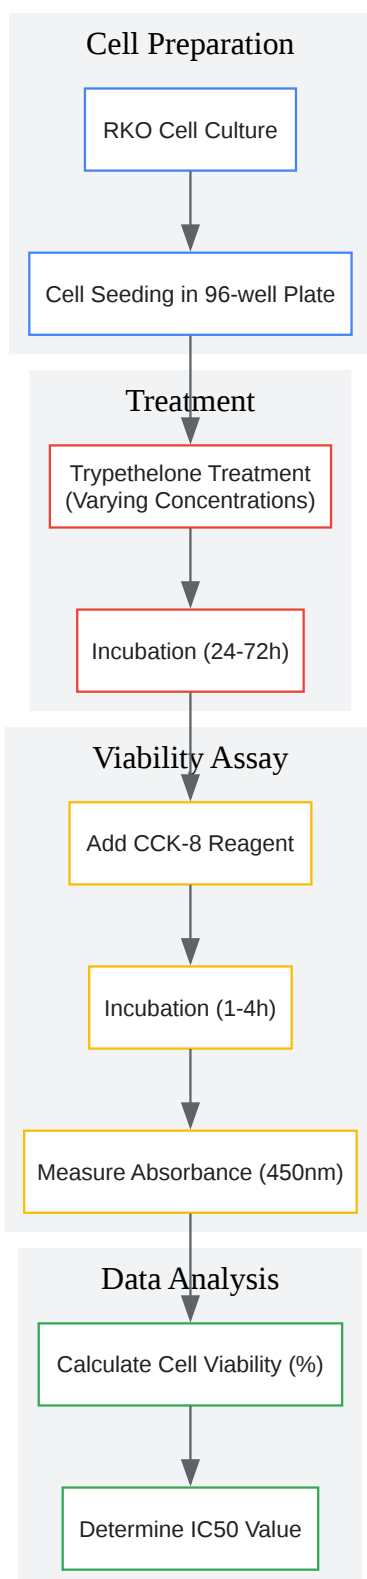 Cell Preparation
RKO Cell Culture
Cell Seeding in 96-well Plate
Treatment
Trypethelone Treatment
(Varying Concentrations)
Incubation (24-72h)
Viability Assay
Add CCK-8 Reagent
Incubation (1-4h)
Measure Absorbance (450nm)
Data Analysis
Calculate Cell Viability (%)
Determine IC50 Value